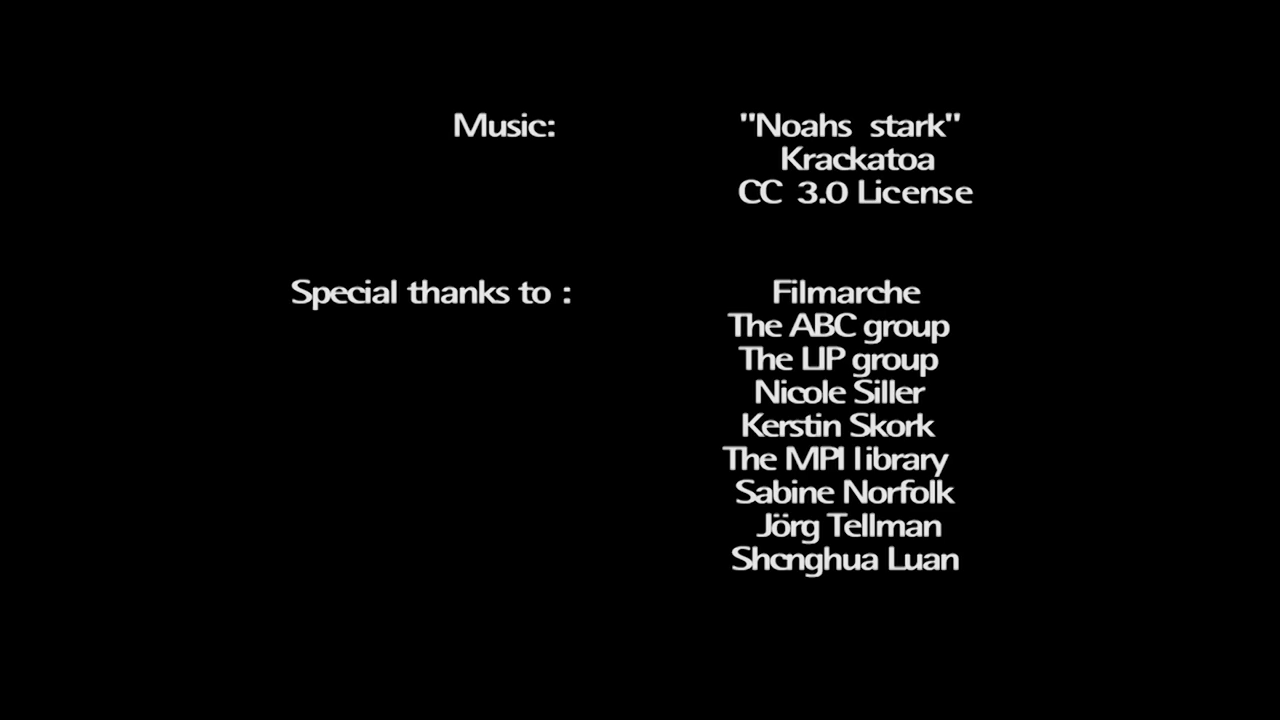 Music: "Noahs stark"
Krackatoa
CC 3.0 License
Special thanks to : Filmarche
The ABC group
The LIP group
Nicole Siller
Kerstin Skork
The MPI library
Sabine Norfolk
Jörg Tellman
Shenghua Luan